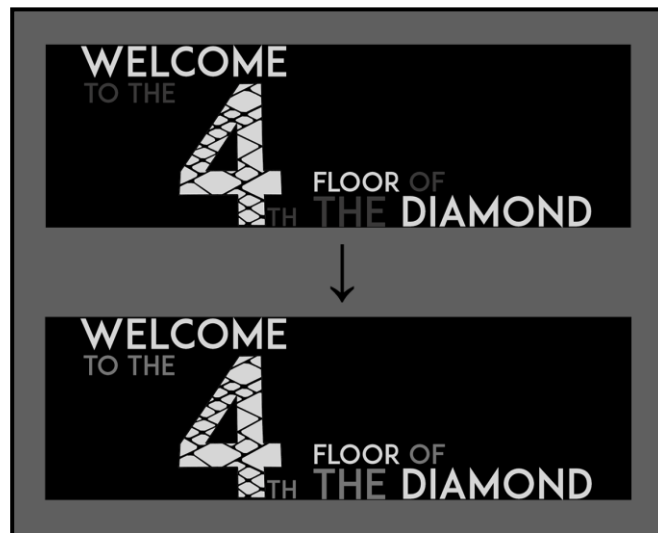 WELCOME
TO THE
4TH FLOOR OF
THE DIAMOND
WELCOME
TO THE
4TH FLOOR OF
THE DIAMOND